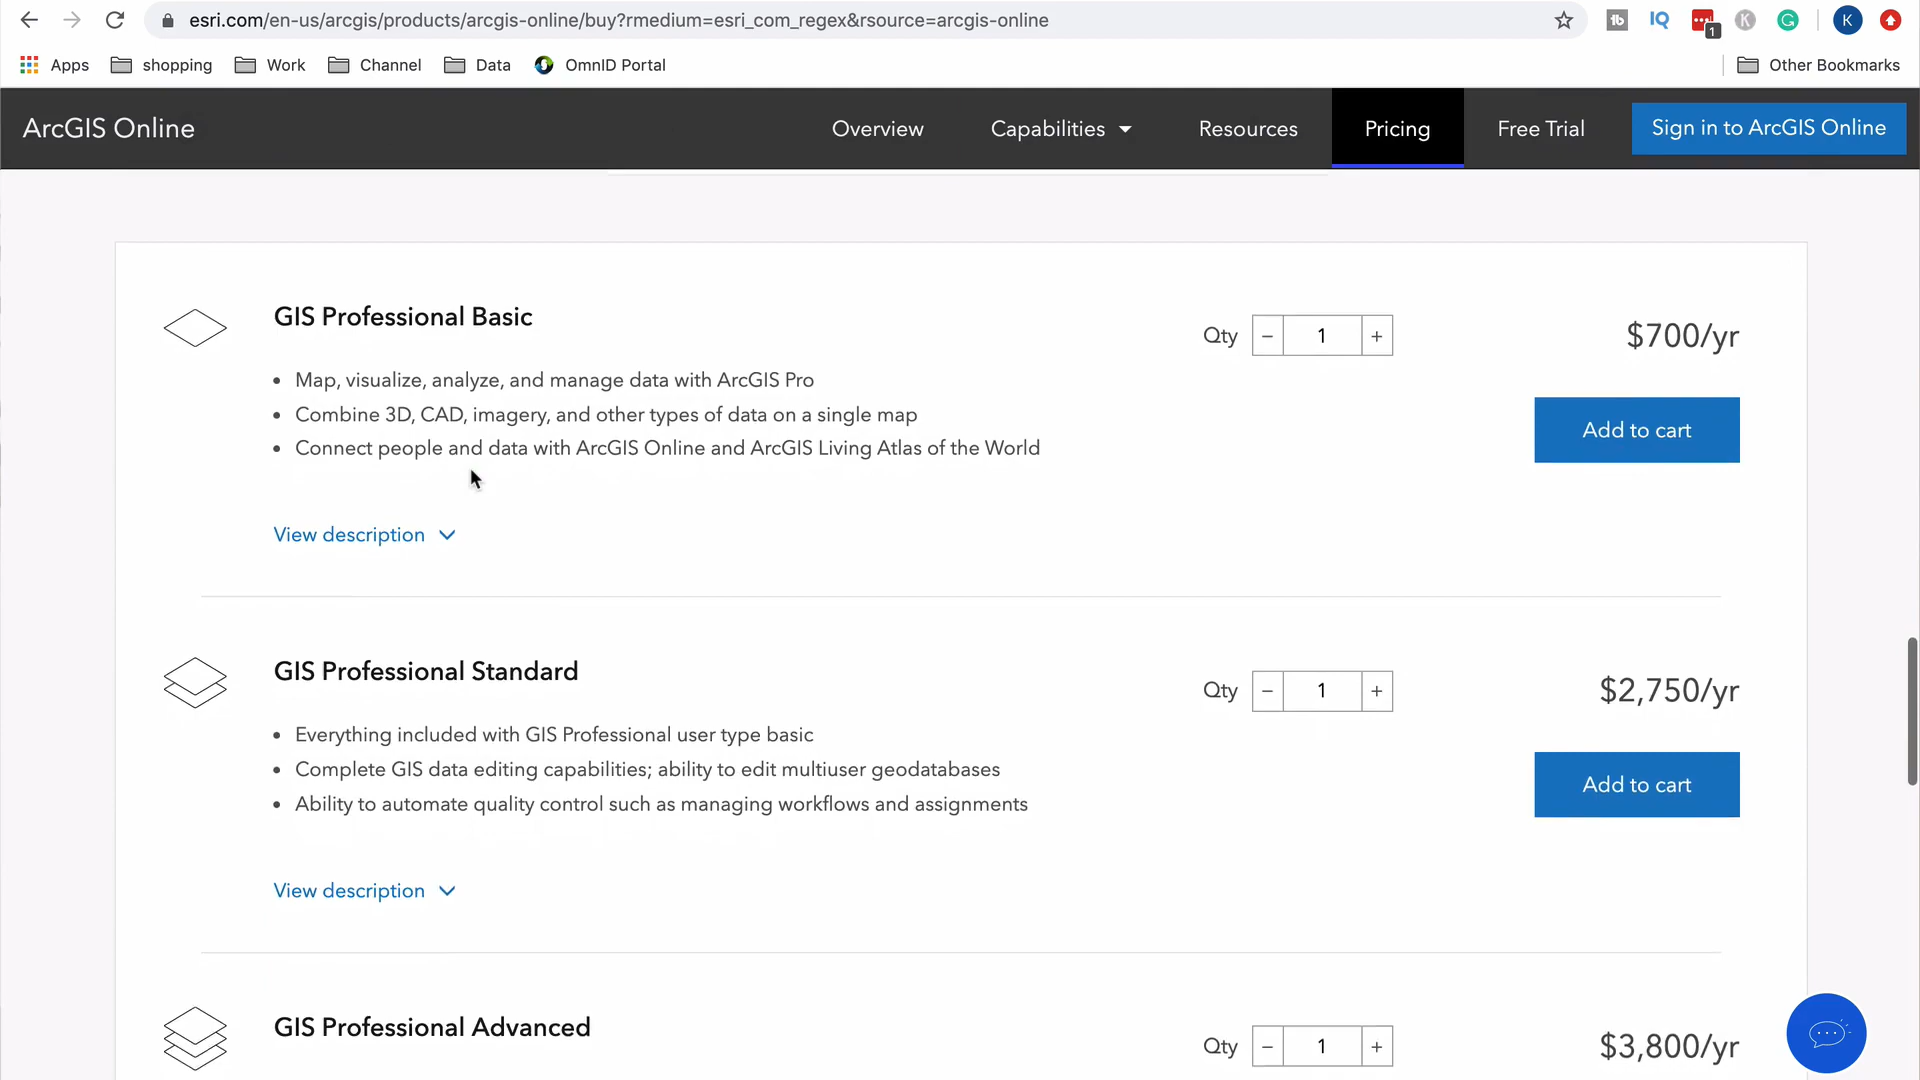 esri.com/en-us/arcgis/products/arcgis-online/buy?rmedium=esri_com_regex&rsource=arcgis-online
tb
IQ
1
K
G
K
Apps
shopping
Work
Channel
Data
OmnID Portal
Other Bookmarks
ArcGIS Online
Overview
Capabilities
Resources
Pricing
Free Trial
Sign in to ArcGIS Online
GIS Professional Basic
Qty
− 1 +
$700/yr
• Map, visualize, analyze, and manage data with ArcGIS Pro
• Combine 3D, CAD, imagery, and other types of data on a single map
• Connect people and data with ArcGIS Online and ArcGIS Living Atlas of the World
Add to cart
View description
GIS Professional Standard
Qty
− 1 +
$2,750/yr
• Everything included with GIS Professional user type basic
• Complete GIS data editing capabilities; ability to edit multiuser geodatabases
• Ability to automate quality control such as managing workflows and assignments
Add to cart
View description
GIS Professional Advanced
Qty
− 1 +
$3,800/yr